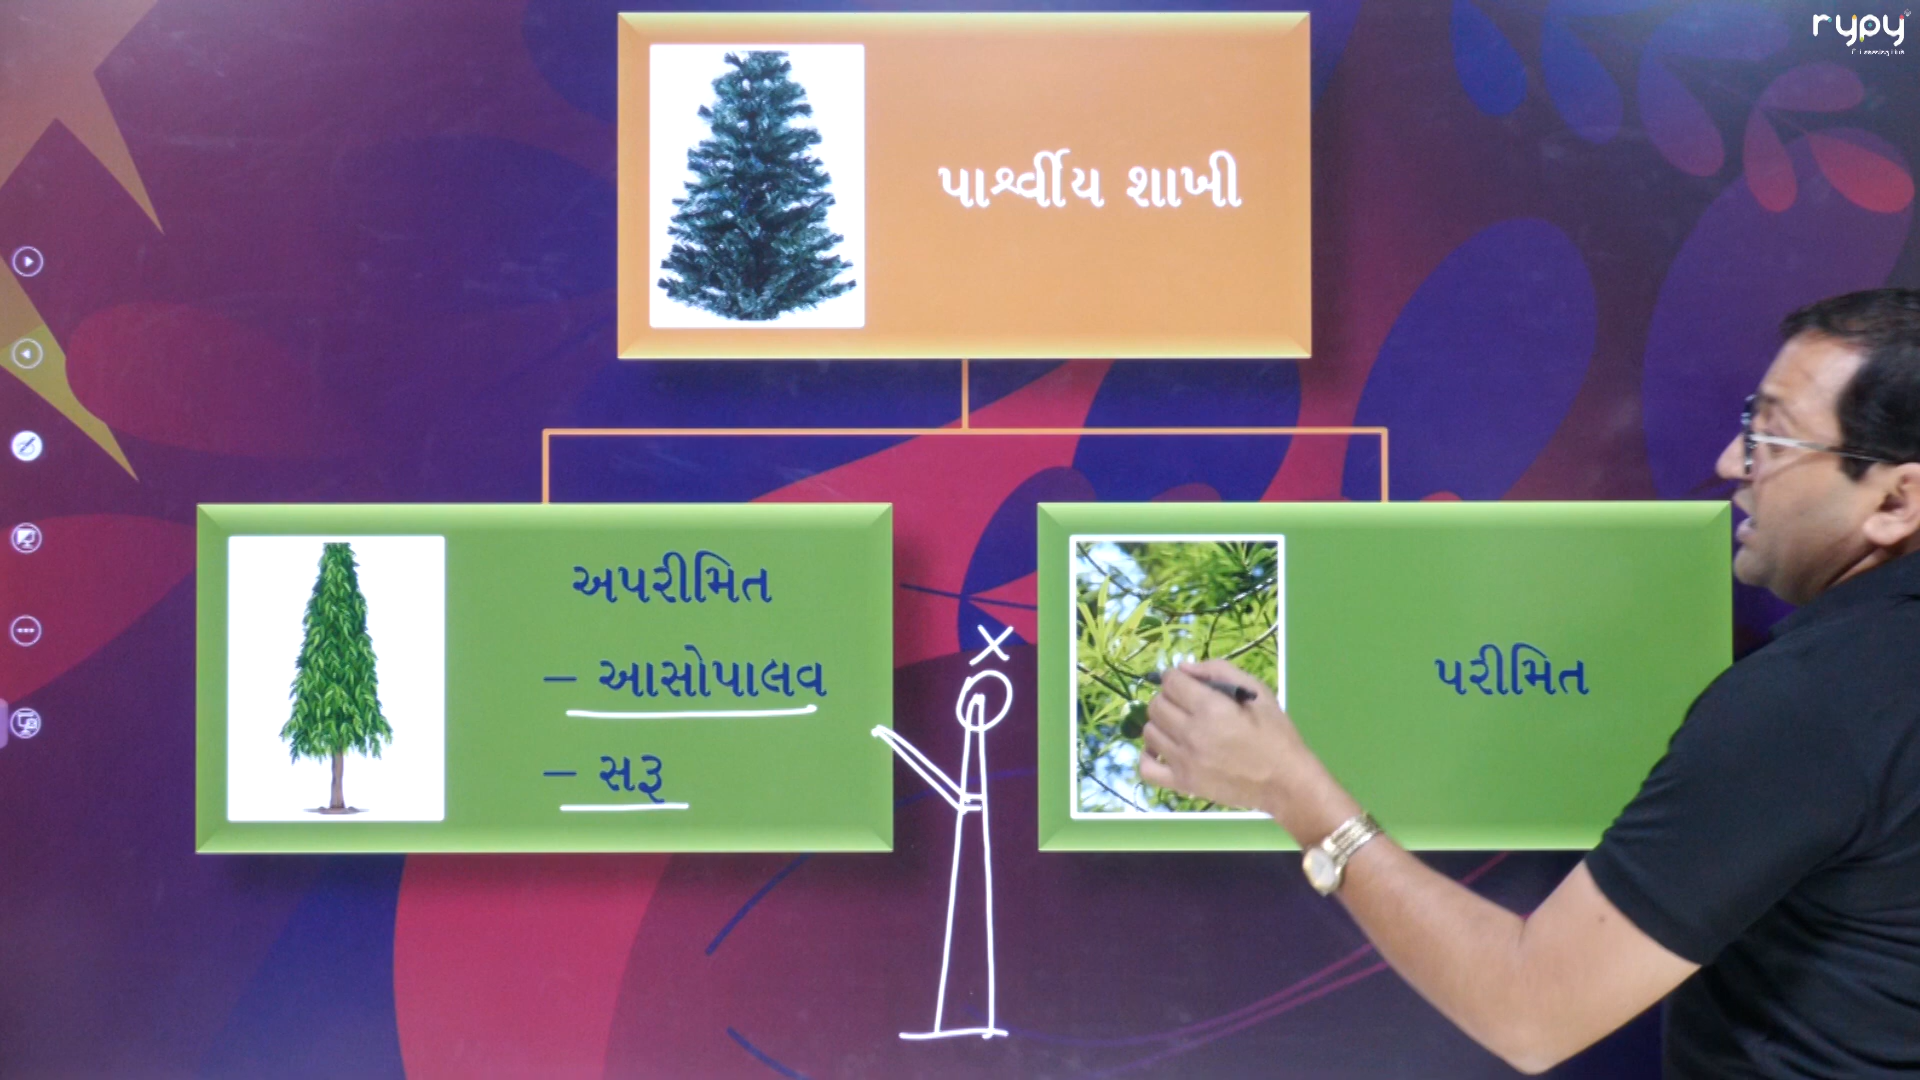 rypy
પાર્શ્વીય શાખી
અપરીમિત
– આસોપાલવ
– સરૂ
પરીમિત